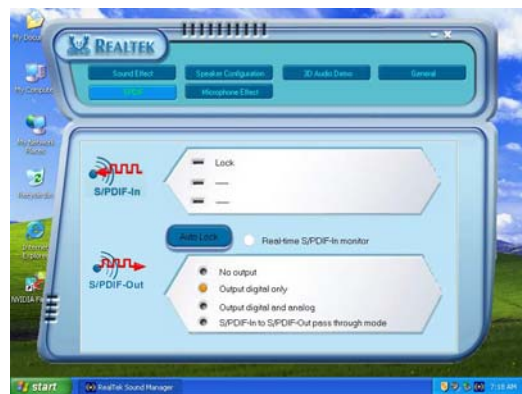 My Docu
REALTEK
Sound Effect
Speaker Configuration
3D Audio Demo
General
SPDIF
Microphone Effect
My Computer
My Network
Places
Recycle Bin
Internet
Explorer
S/PDIF-In
Lock
Auto Lock
Real-time S/PDIF-In monitor
S/PDIF-Out
No output
Output digital only
Output digital and analog
S/PDIF-In to S/PDIF-Out pass through mode
start
RealTek Sound Manager
7:18 AM